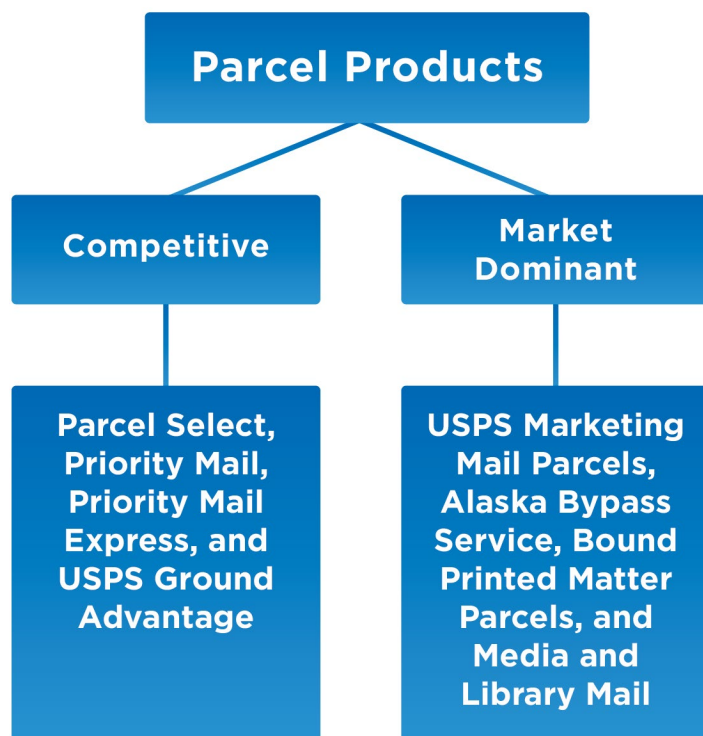 Parcel Products
Competitive
Market
Dominant
Parcel Select,
Priority Mail,
Priority Mail
Express, and
USPS Ground
Advantage
USPS Marketing
Mail Parcels,
Alaska Bypass
Service, Bound
Printed Matter
Parcels, and
Media and
Library Mail